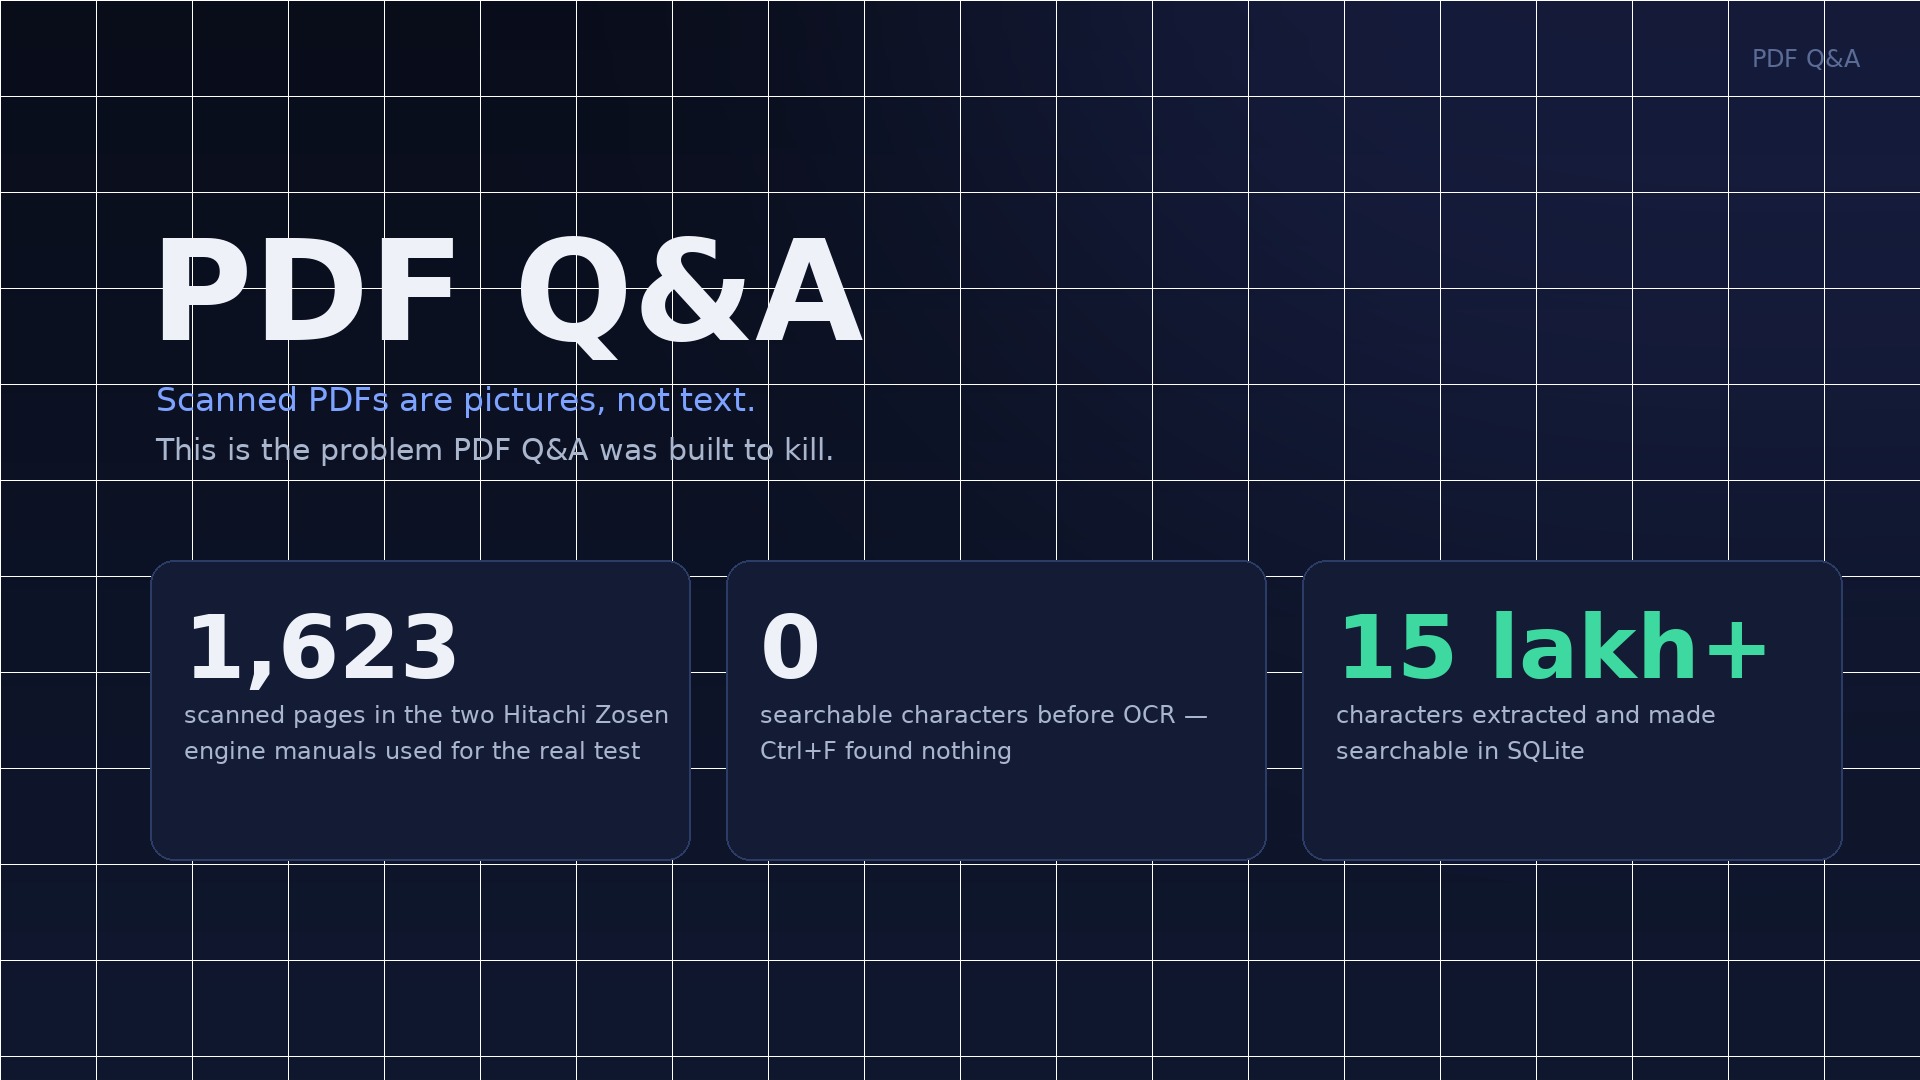 PDF Q&A
PDF Q&A
Scanned PDFs are pictures, not text.
This is the problem PDF Q&A was built to kill.
1,623
scanned pages in the two Hitachi Zosen
engine manuals used for the real test
0
searchable characters before OCR —
Ctrl+F found nothing
15 lakh+
characters extracted and made
searchable in SQLite